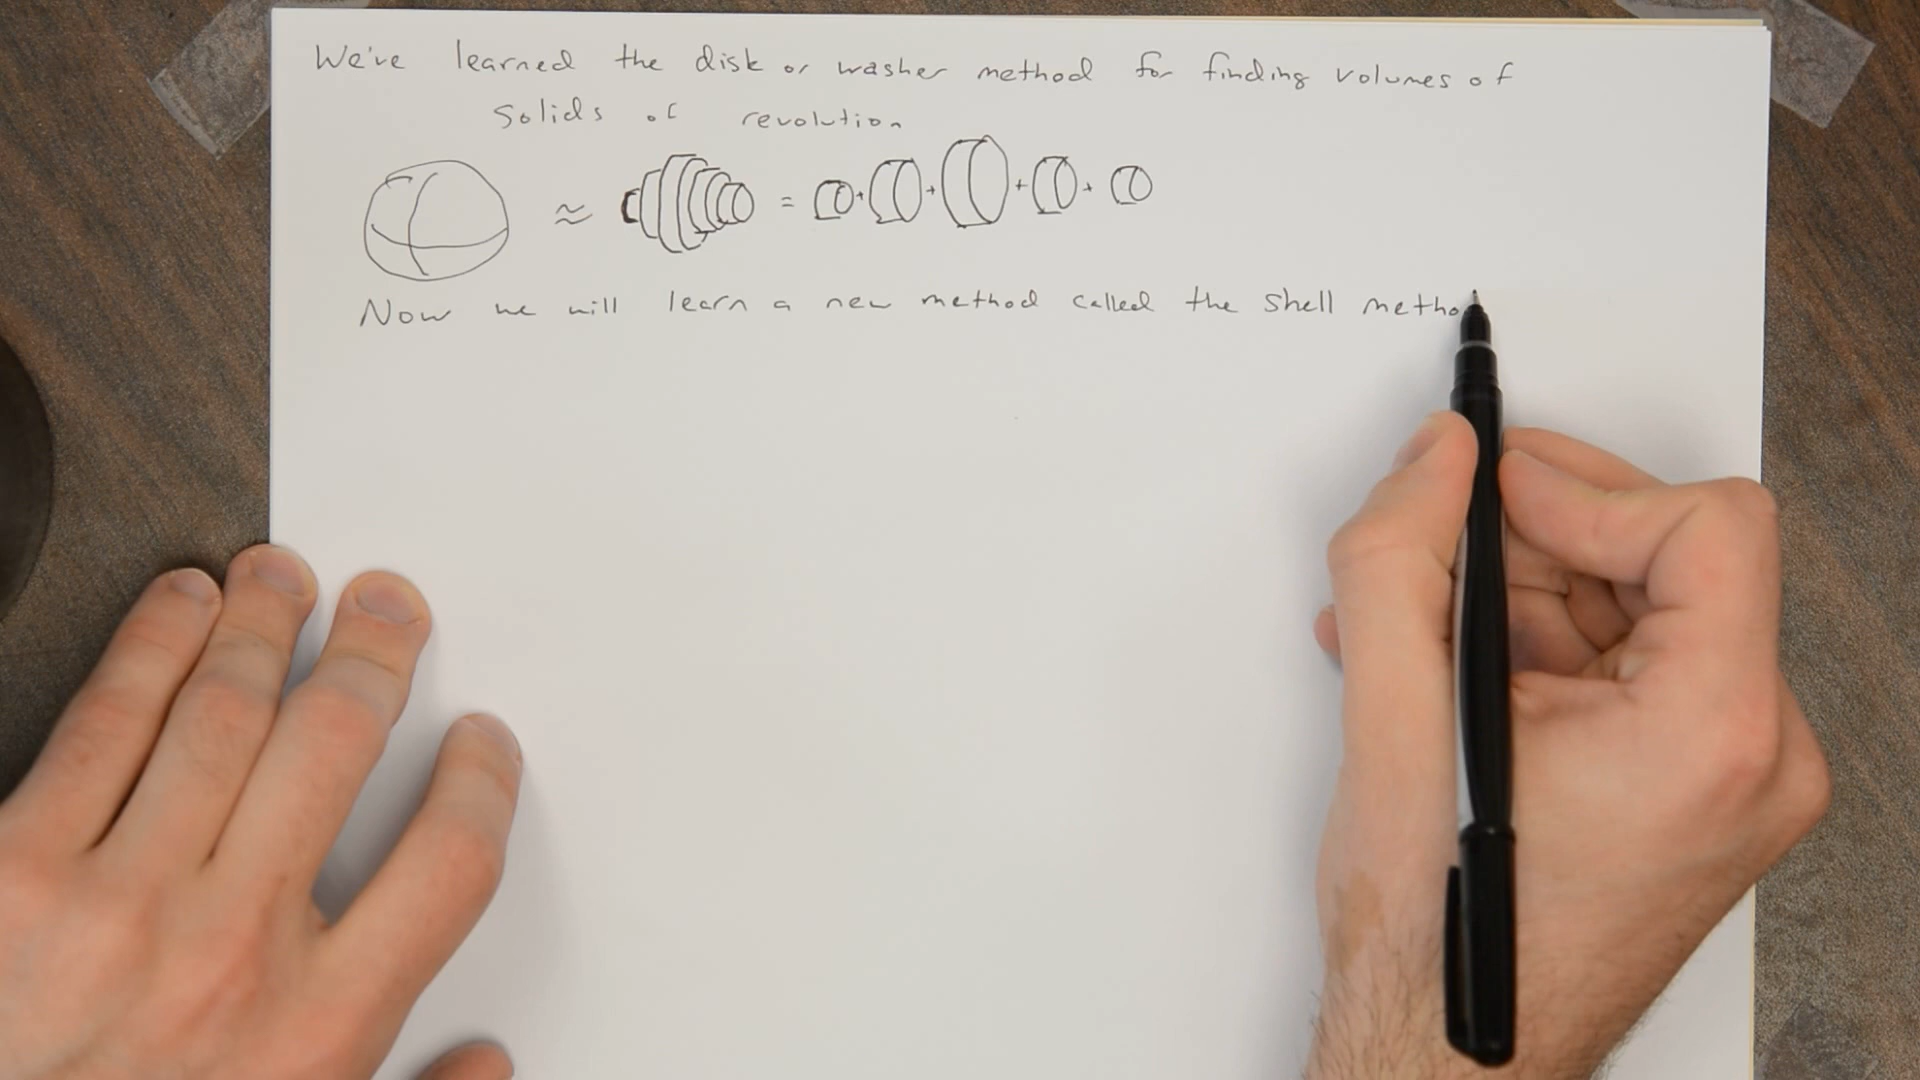 We've learned the disk or washer method for finding volumes of
solids of revolution
≈ = + + + +
Now we will learn a new method called the shell metho